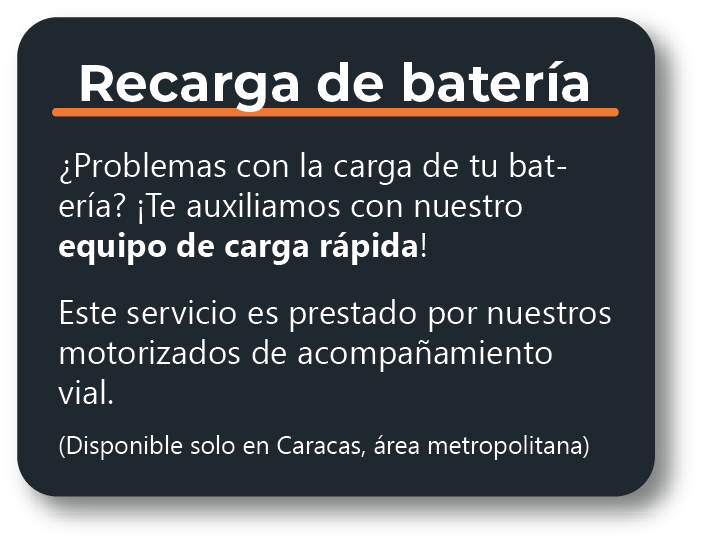 Recarga de batería
¿Problemas con la carga de tu bat-
ería? ¡Te auxiliamos con nuestro
equipo de carga rápida!
Este servicio es prestado por nuestros
motorizados de acompañamiento
vial.
(Disponible solo en Caracas, área metropolitana)